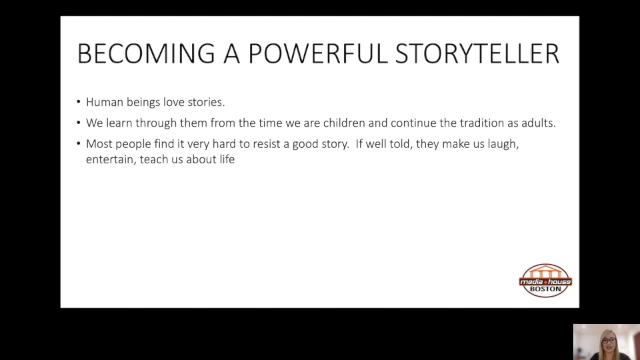 BECOMING A POWERFUL STORYTELLER
• Human beings love stories.
• We learn through them from the time we are children and continue the tradition as adults.
• Most people find it very hard to resist a good story.  If well told, they make us laugh,
entertain, teach us about life
media house
BOSTON